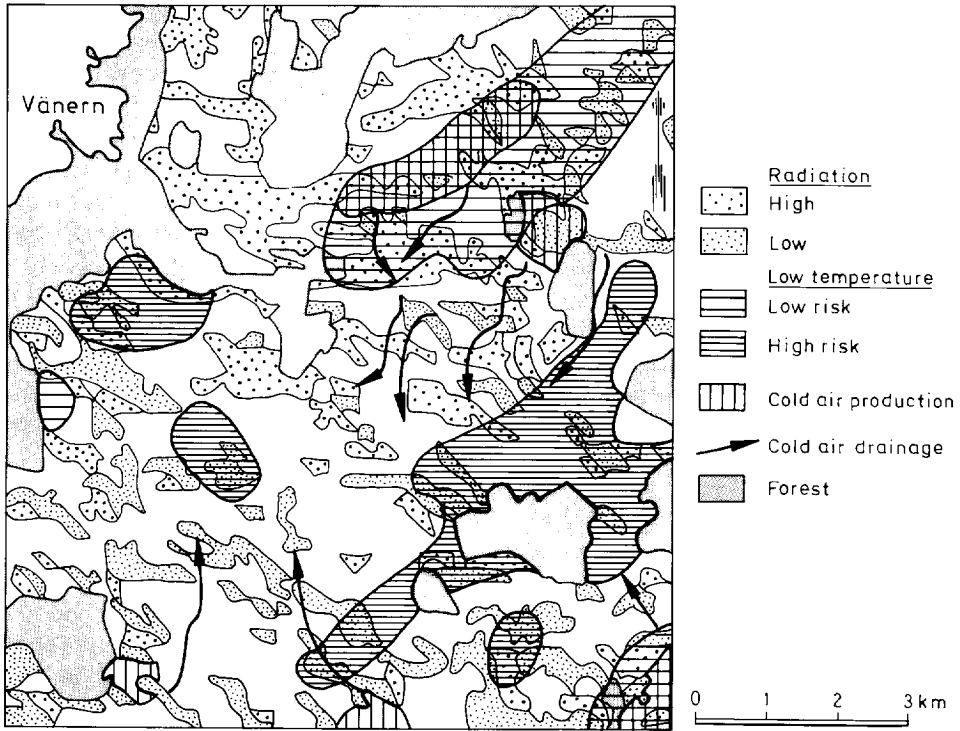 Vänern
Radiation
High
Low
Low temperature
Low risk
High risk
Cold air production
Cold air drainage
Forest
0 1 2 3 km